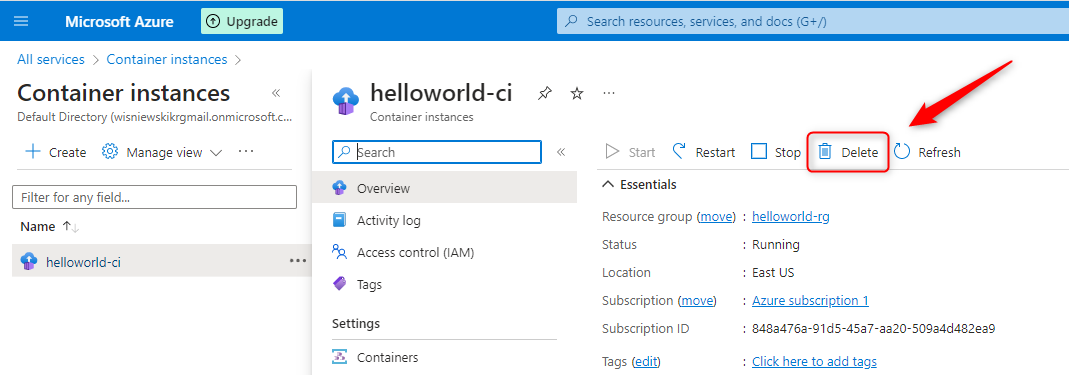 Microsoft Azure
Upgrade
Search resources, services, and docs (G+/)
All services > Container instances >
Container instances «
Default Directory (wisniewskikrgmail.onmicrosoft.c...
+ Create Manage view ...
Filter for any field...
Name ↑↓
helloworld-ci ...
helloworld-ci ...
Container instances
Search «
Overview
Activity log
Access control (IAM)
Tags
Settings
Containers
Start Restart Stop Delete Refresh
Essentials
Resource group (move) : helloworld-rg
Status : Running
Location : East US
Subscription (move) : Azure subscription 1
Subscription ID : 848a476a-91d5-45a7-aa20-509a4d482ea9
Tags (edit) : Click here to add tags